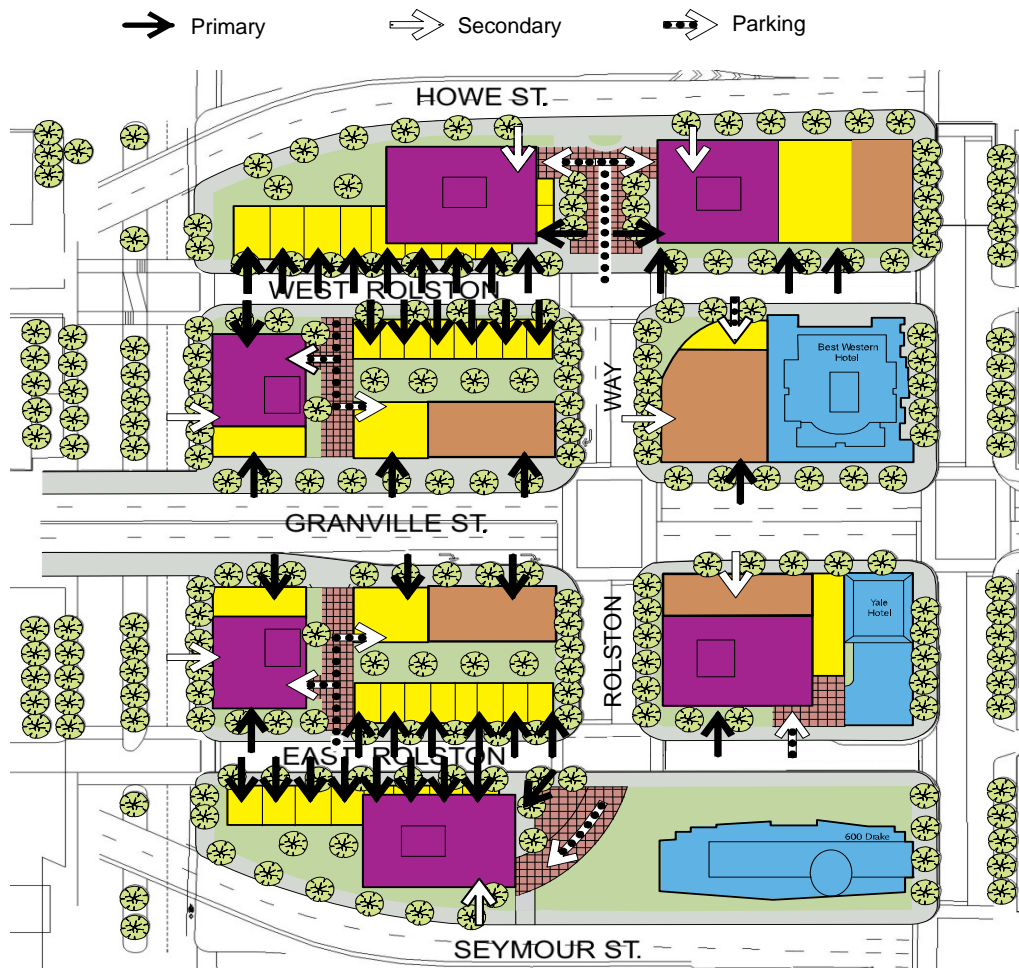 Primary
Secondary
Parking
HOWE ST.
WEST ROLSTON
Best Western
Hotel
WAY
GRANVILLE ST.
ROLSTON
Yale
Hotel
EAST ROLSTON
600 Drake
SEYMOUR ST.